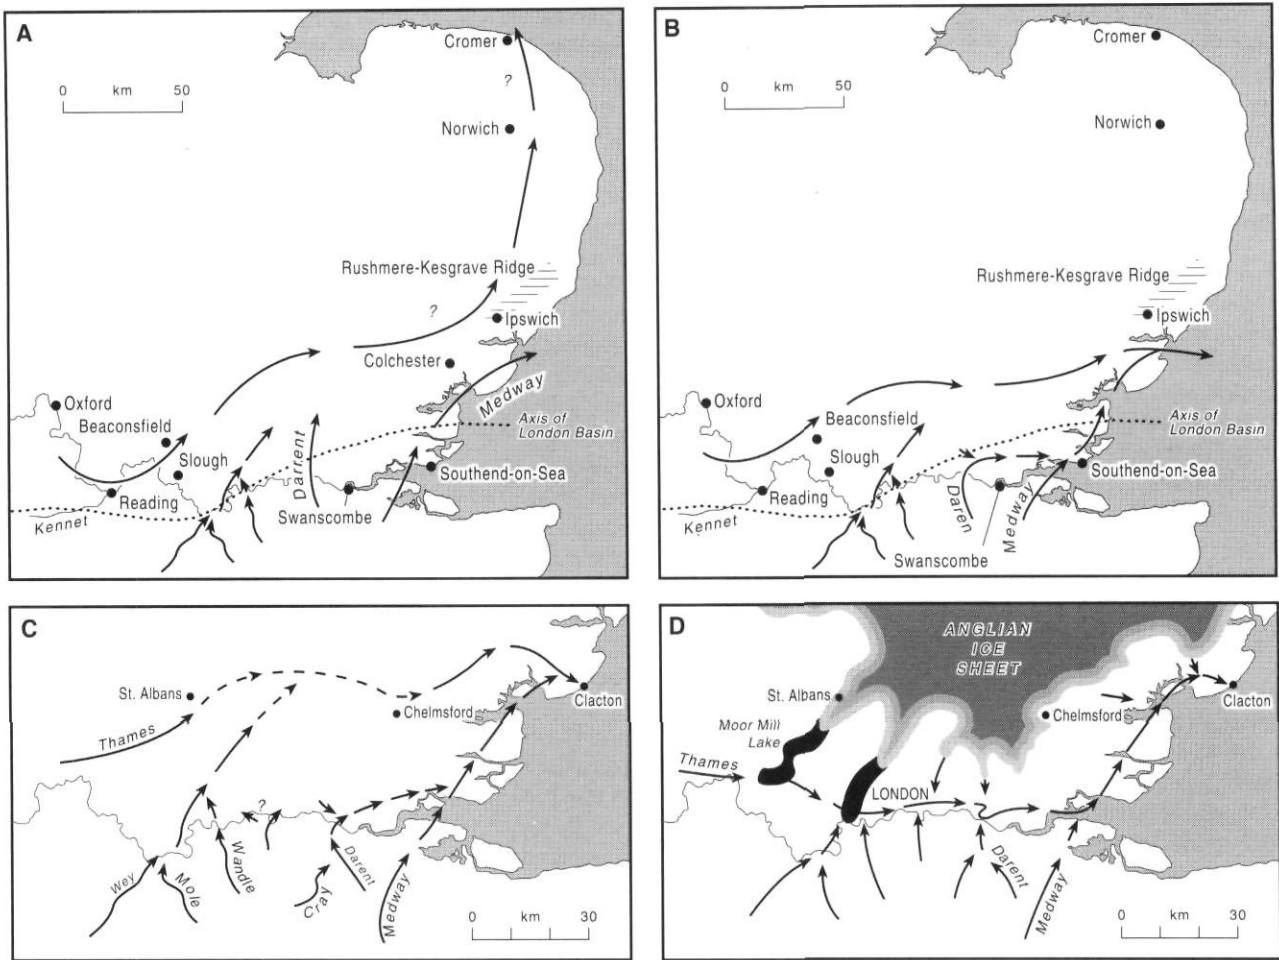 A
Cromer
0 km 50
?
Norwich
Rushmere-Kesgrave Ridge
?
Ipswich
Colchester
Medway
Oxford
Beaconsfield
Axis of
London Basin
Slough
Darrent
Southend-on-Sea
Reading
Swanscombe
Kennet
B
Cromer
0 km 50
Norwich
Rushmere-Kesgrave Ridge
Ipswich
Oxford
Beaconsfield
Axis of
London Basin
Slough
Southend-on-Sea
Reading
Daren
Medway
Kennet
Swanscombe
C
St. Albans
Clacton
Chelmsford
Thames
?
Wey
Mole
Wandle
Cray
Darent
Medway
0 km 30
D
ANGLIAN
ICE
SHEET
St. Albans
Clacton
Chelmsford
Moor Mill
Lake
Thames
LONDON
Darent
Medway
0 km 30